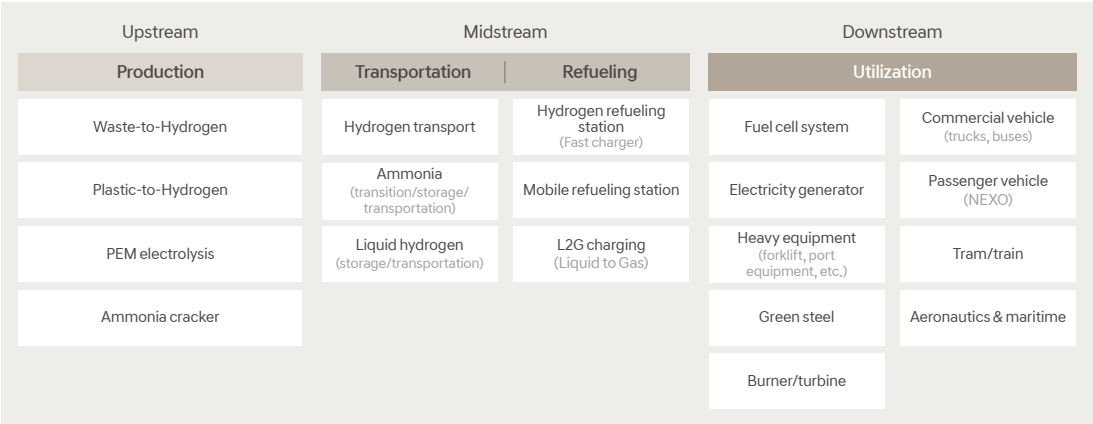 Upstream
Production
Waste-to-Hydrogen
Plastic-to-Hydrogen
PEM electrolysis
Ammonia cracker
Midstream
Transportation
Refueling
Hydrogen transport
Ammonia
(transition/storage/
transportation)
Liquid hydrogen
(storage/transportation)
Hydrogen refueling
station
(Fast charger)
Mobile refueling station
L2G charging
(Liquid to Gas)
Downstream
Utilization
Fuel cell system
Electricity generator
Heavy equipment
(forklift, port
equipment, etc.)
Green steel
Burner/turbine
Commercial vehicle
(trucks, buses)
Passenger vehicle
(NEXO)
Tram/train
Aeronautics & maritime